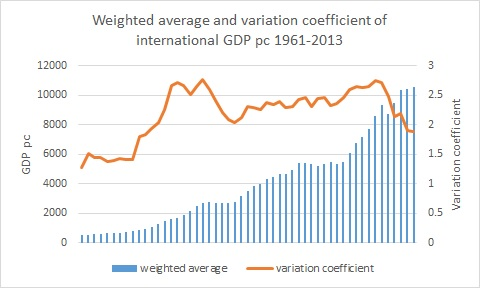 Weighted average and variation coefficient of
international GDP pc 1961-2013
12000
10000
8000
6000
4000
2000
0
GDP pc
3
2.5
2
1.5
1
0.5
0
Variation coefficient
weighted average
variation coefficient